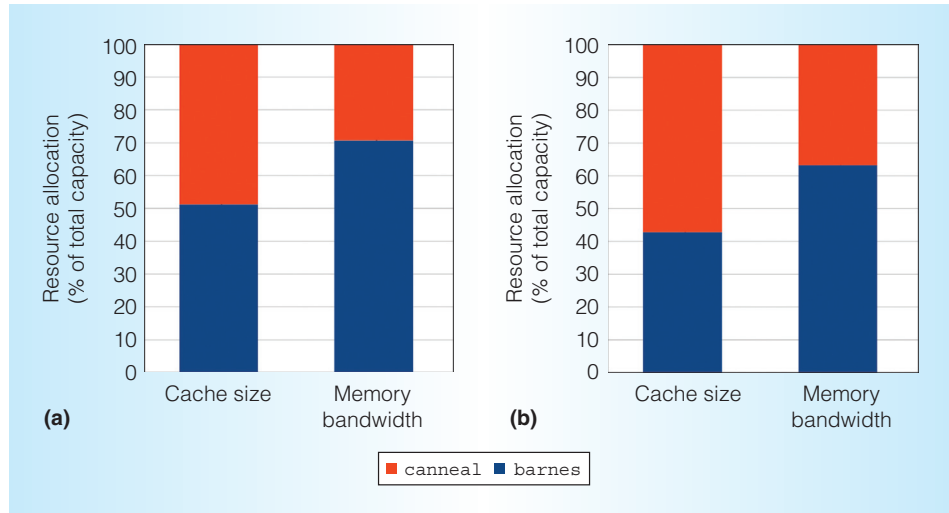 Resource allocation
(% of total capacity)
100
90
80
70
60
50
40
30
20
10
0
Cache size
Memory
bandwidth
(a)
Resource allocation
(% of total capacity)
100
90
80
70
60
50
40
30
20
10
0
Cache size
Memory
bandwidth
(b)
canneal barnes